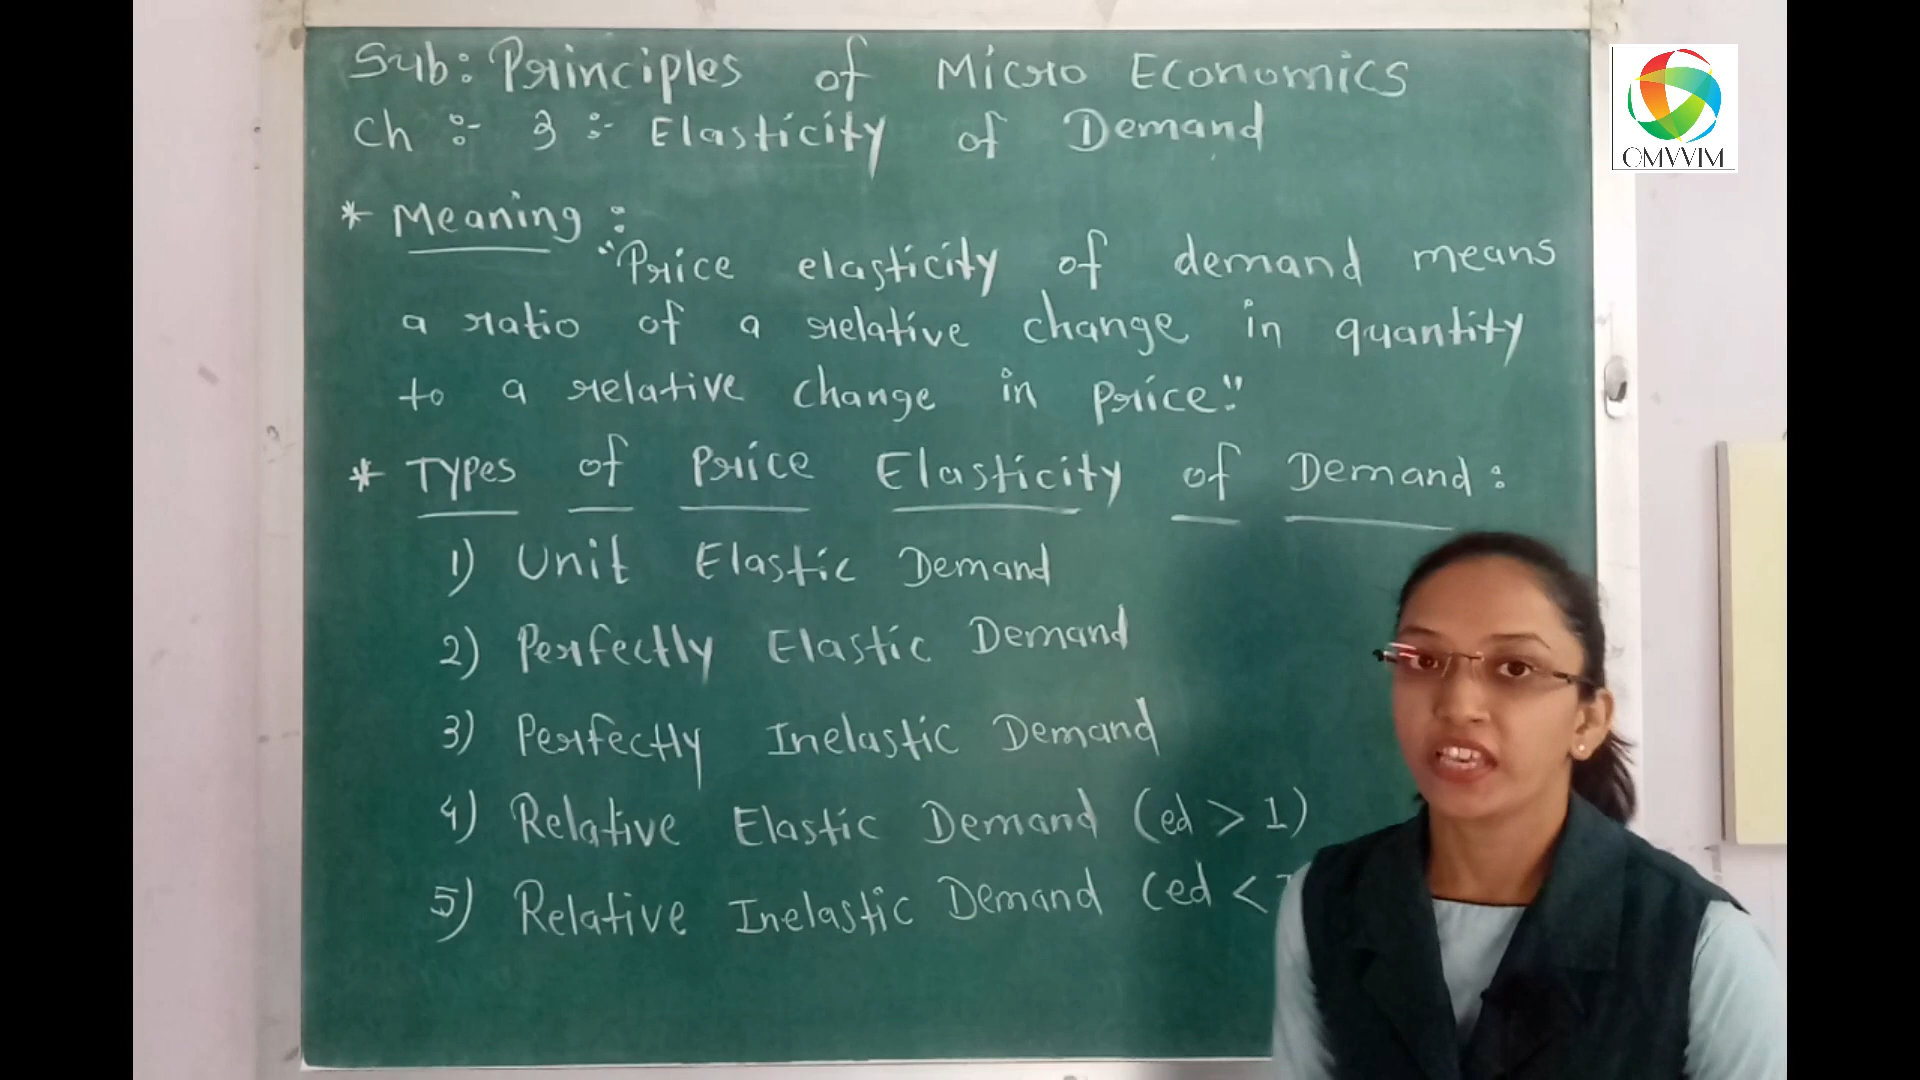 Sub: Principles of Micro Economics
Ch :- 3 :- Elasticity of Demand
OMVVIM
* Meaning :
"Price elasticity of demand means
a ratio of a relative change in quantity
to a relative change in price."
* Types of Price Elasticity of Demand :
1) Unit Elastic Demand
2) Perfectly Elastic Demand
3) Perfectly Inelastic Demand
4) Relative Elastic Demand (ed > 1)
5) Relative Inelastic Demand (ed <